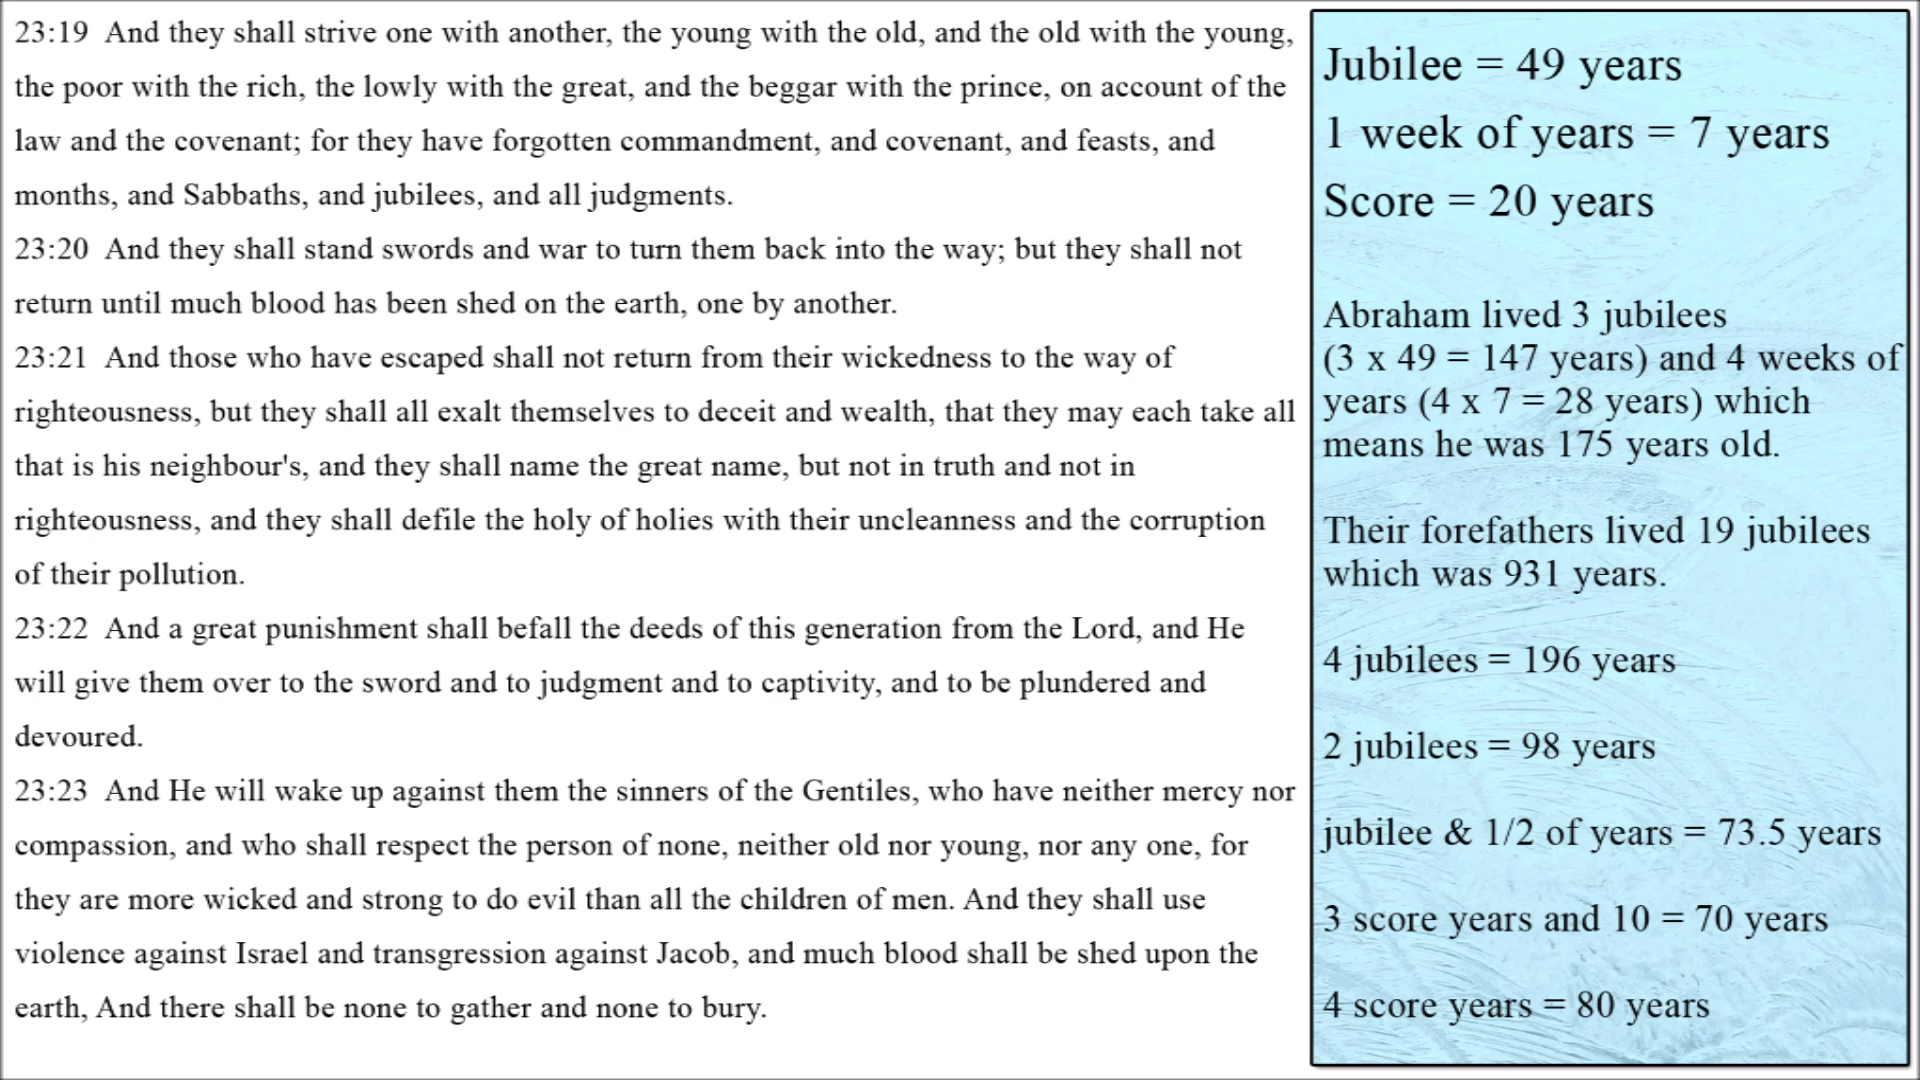 23:19 And they shall strive one with another, the young with the old, and the old with the young,
the poor with the rich, the lowly with the great, and the beggar with the prince, on account of the
law and the covenant; for they have forgotten commandment, and covenant, and feasts, and
months, and Sabbaths, and jubilees, and all judgments.
23:20 And they shall stand swords and war to turn them back into the way; but they shall not
return until much blood has been shed on the earth, one by another.
23:21 And those who have escaped shall not return from their wickedness to the way of
righteousness, but they shall all exalt themselves to deceit and wealth, that they may each take all
that is his neighbour's, and they shall name the great name, but not in truth and not in
righteousness, and they shall defile the holy of holies with their uncleanness and the corruption
of their pollution.
23:22 And a great punishment shall befall the deeds of this generation from the Lord, and He
will give them over to the sword and to judgment and to captivity, and to be plundered and
devoured.
23:23 And He will wake up against them the sinners of the Gentiles, who have neither mercy nor
compassion, and who shall respect the person of none, neither old nor young, nor any one, for
they are more wicked and strong to do evil than all the children of men. And they shall use
violence against Israel and transgression against Jacob, and much blood shall be shed upon the
earth, And there shall be none to gather and none to bury.
Jubilee = 49 years
1 week of years = 7 years
Score = 20 years
Abraham lived 3 jubilees
(3 x 49 = 147 years) and 4 weeks of
years (4 x 7 = 28 years) which
means he was 175 years old.
Their forefathers lived 19 jubilees
which was 931 years.
4 jubilees = 196 years
2 jubilees = 98 years
jubilee & 1/2 of years = 73.5 years
3 score years and 10 = 70 years
4 score years = 80 years